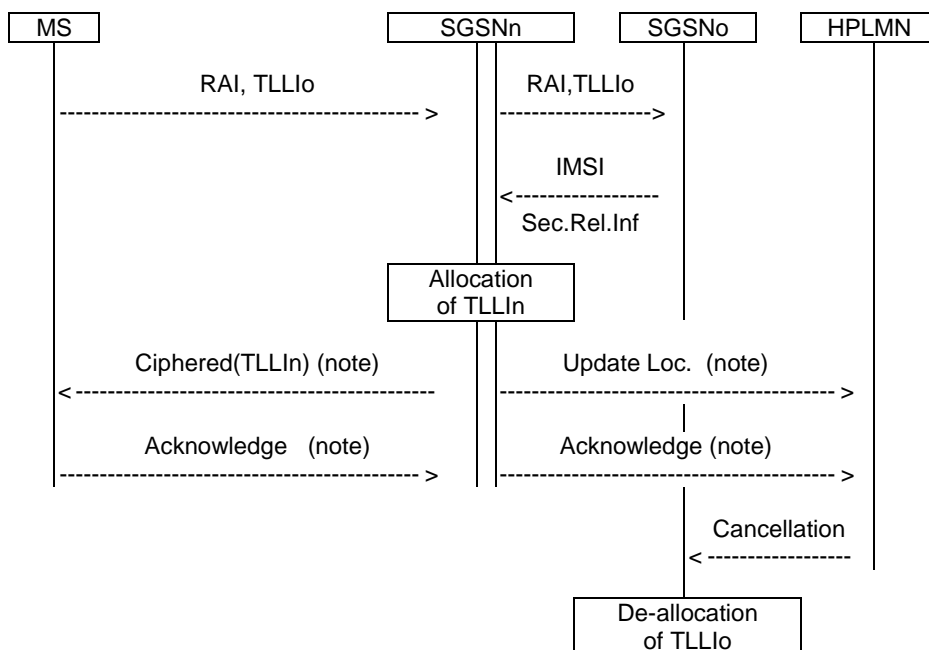 MS SGSNn SGSNo HPLMN
RAI, TLLIo RAI,TLLIo
IMSI
Sec.Rel.Inf
Allocation
of TLLIn
Ciphered(TLLIn) (note) Update Loc. (note)
Acknowledge (note) Acknowledge (note)
Cancellation
De-allocation
of TLLIo